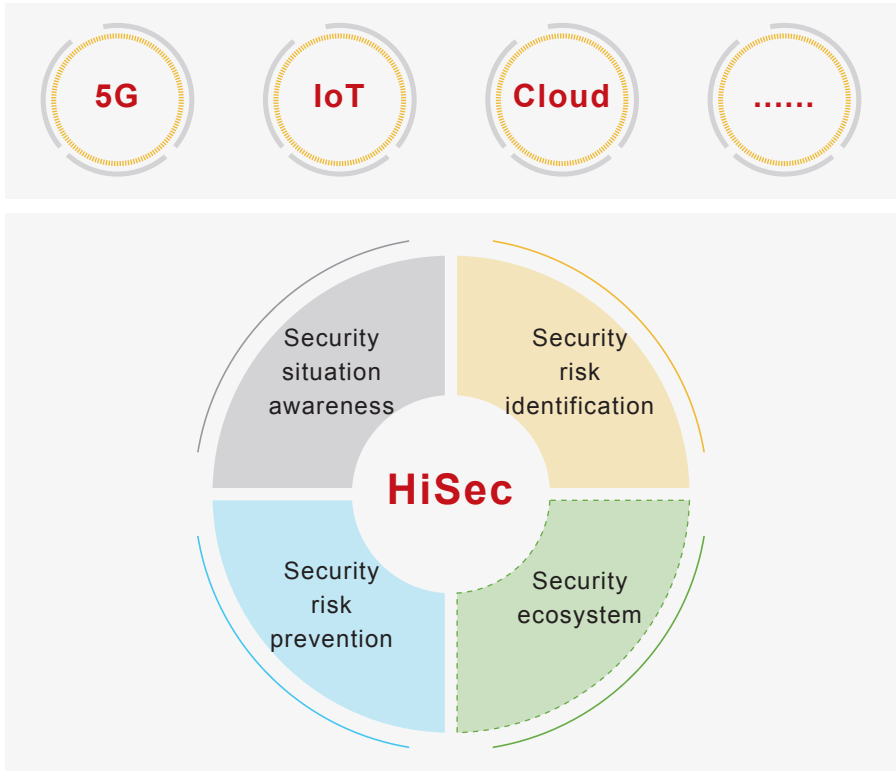 5G
IoT
Cloud
......
Security
situation
awareness
Security
risk
identification
HiSec
Security
risk
prevention
Security
ecosystem